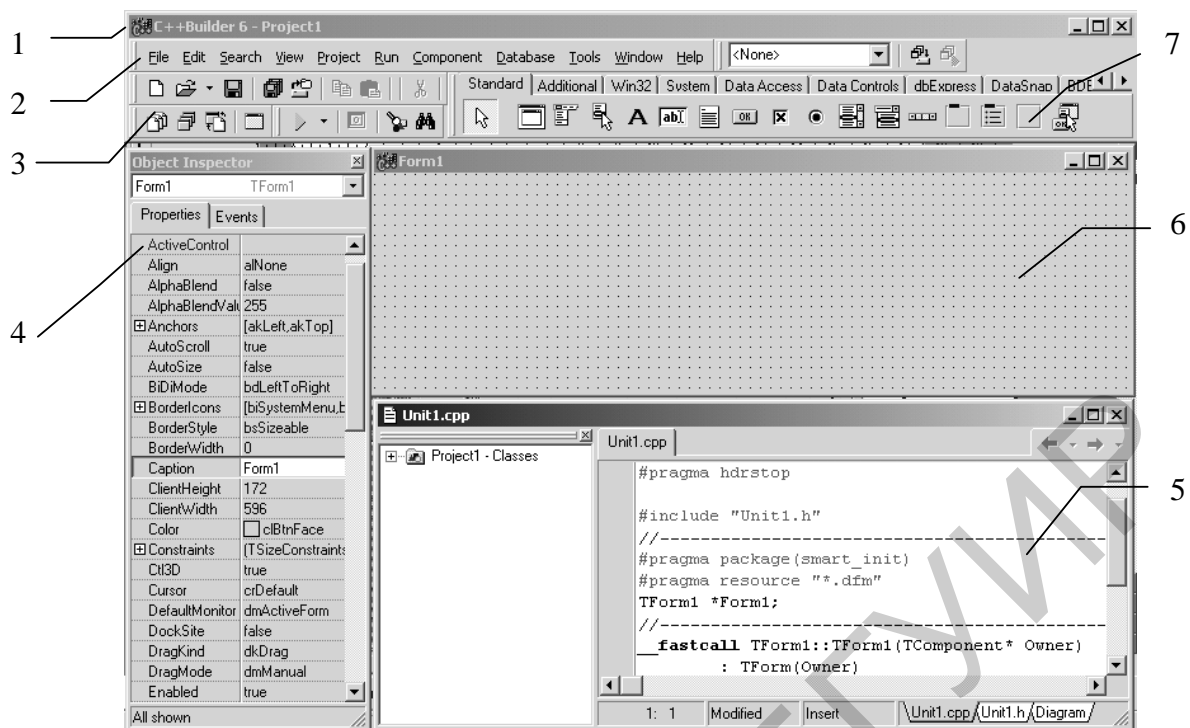 C++Builder 6 - Project1
1
File Edit Search View Project Run Component Database Tools Window Help <None>
7
2
Standard Additional Win32 System Data Access Data Controls dbExpress DataSnap BDE
3
Object Inspector
Form1
Form1 TForm1
Properties Events
6
ActiveControl
Align alNone
AlphaBlend false
AlphaBlendValu 255
4
Anchors [akLeft,akTop]
AutoScroll true
AutoSize false
BiDiMode bdLeftToRight
BorderIcons [biSystemMenu,b
BorderStyle bsSizeable
BorderWidth 0
Caption Form1
ClientHeight 172
ClientWidth 596
Color clBtnFace
Constraints (TSizeConstraints
Ctl3D true
Cursor crDefault
DefaultMonitor dmActiveForm
DockSite false
DragKind dkDrag
DragMode dmManual
Enabled true
All shown
Unit1.cpp
Project1 - Classes
Unit1.cpp
5
#pragma hdrstop
#include "Unit1.h"
//---------------------------------------
#pragma package(smart_init)
#pragma resource "*.dfm"
TForm1 *Form1;
//---------------------------------------
__fastcall TForm1::TForm1(TComponent* Owner)
: TForm(Owner)
1: 1 Modified Insert Unit1.cpp Unit1.h Diagram
ГУИР